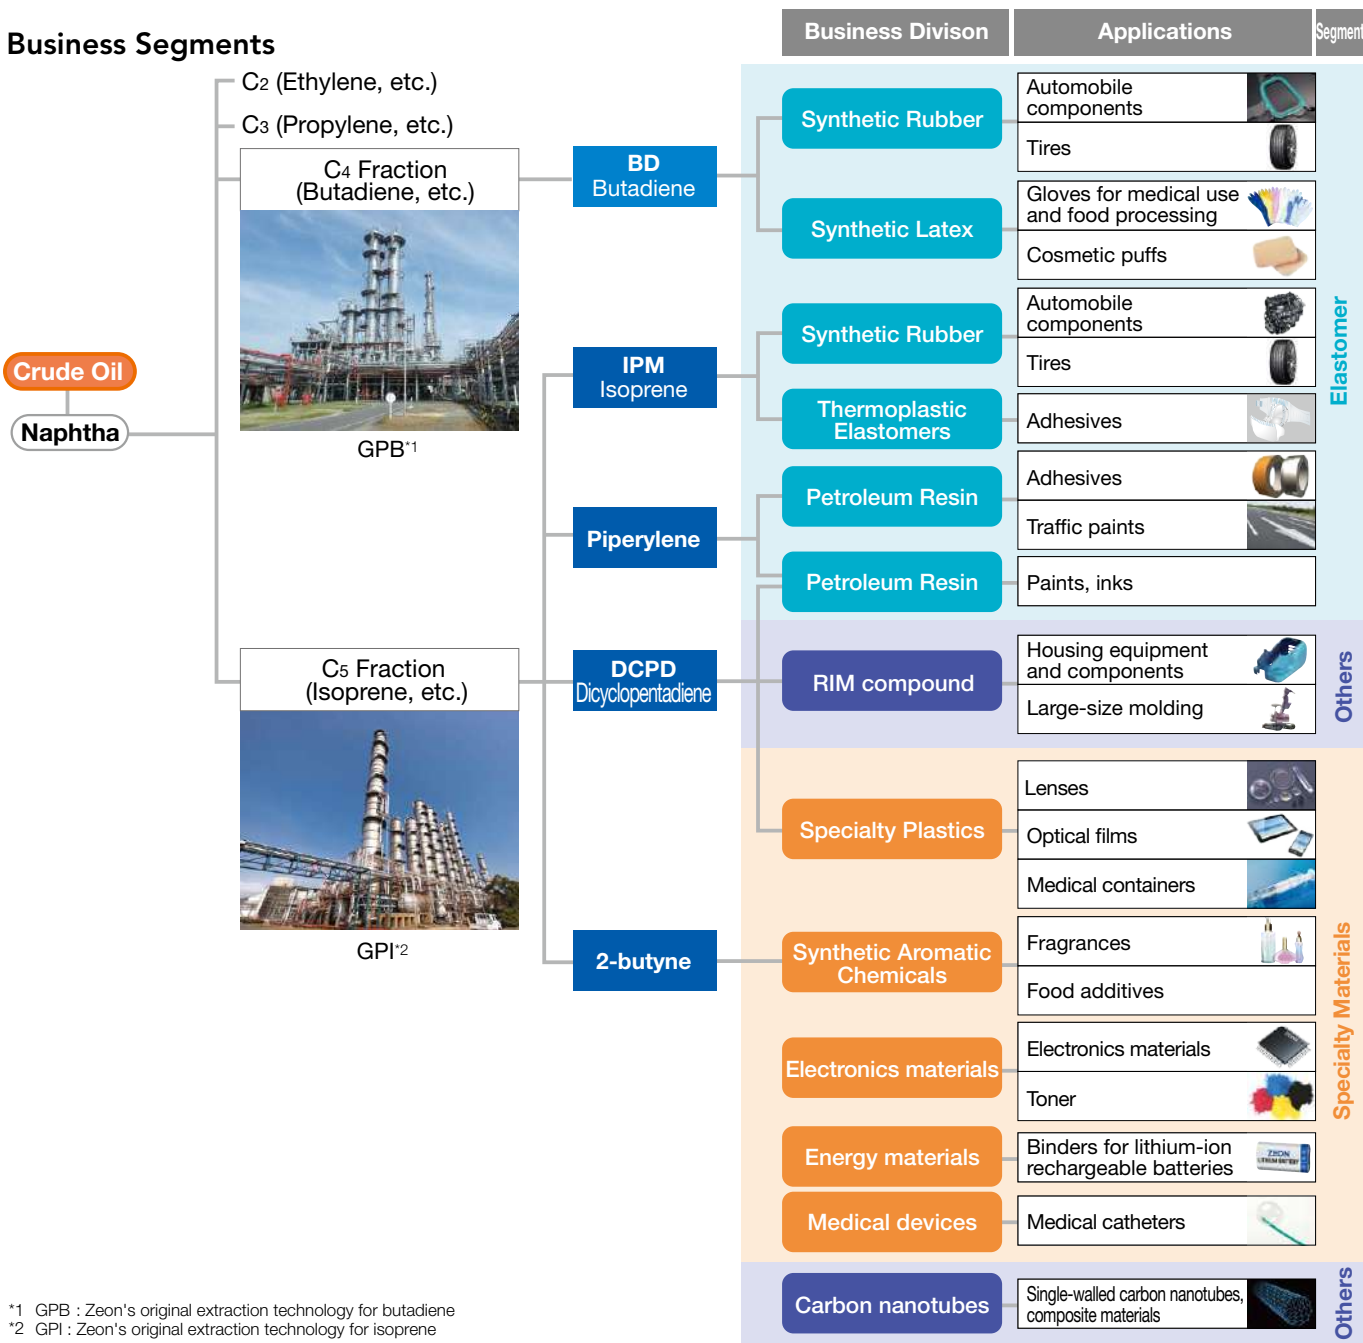 Business Segments
Business Divison
Applications
Segment
C2 (Ethylene, etc.)
C3 (Propylene, etc.)
C4 Fraction
(Butadiene, etc.)
GPB*1
Crude Oil
Naphtha
C5 Fraction
(Isoprene, etc.)
GPI*2
BD
Butadiene
IPM
Isoprene
Piperylene
DCPD
Dicyclopentadiene
2-butyne
Synthetic Rubber
Automobile
components
Tires
Synthetic Latex
Gloves for medical use
and food processing
Cosmetic puffs
Synthetic Rubber
Automobile
components
Tires
Thermoplastic
Elastomers
Adhesives
Petroleum Resin
Adhesives
Traffic paints
Petroleum Resin
Paints, inks
Elastomer
RIM compound
Housing equipment
and components
Large-size molding
Others
Specialty Plastics
Lenses
Optical films
Medical containers
Synthetic Aromatic
Chemicals
Fragrances
Food additives
Electronics materials
Electronics materials
Toner
Energy materials
Binders for lithium-ion
rechargeable batteries
ZEON
LITHIUM BATTERY
Medical devices
Medical catheters
Specialty Materials
Carbon nanotubes
Single-walled carbon nanotubes,
composite materials
Others
*1 GPB : Zeon's original extraction technology for butadiene
*2 GPI : Zeon's original extraction technology for isoprene